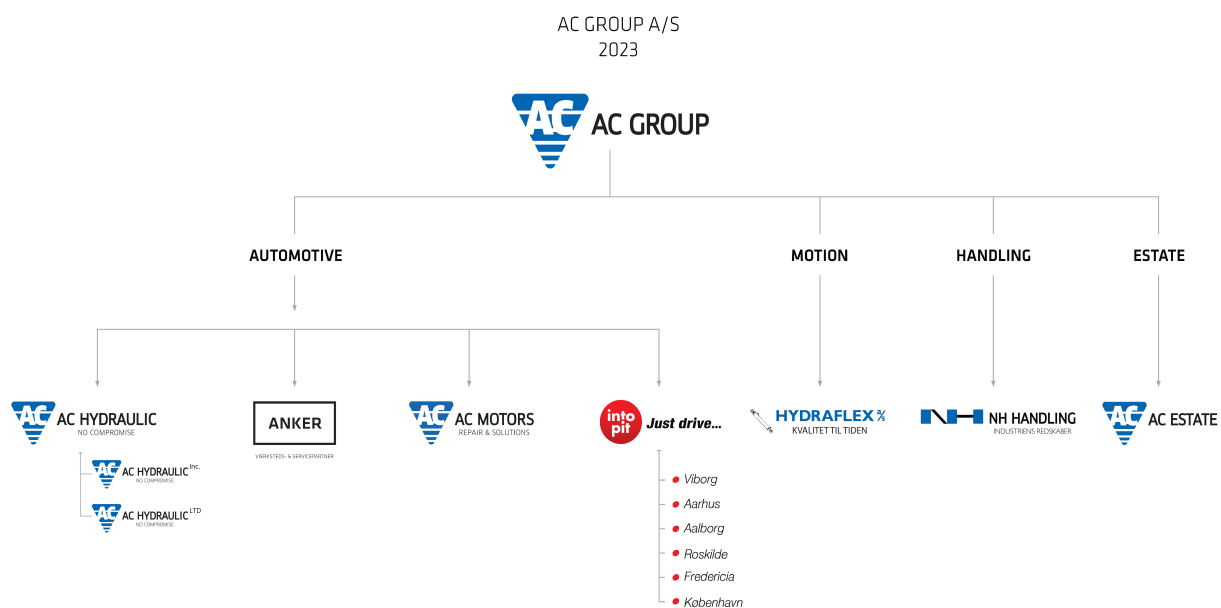 AC GROUP A/S
2023
AC AC GROUP
AUTOMOTIVE
MOTION
HANDLING
ESTATE
AC AC HYDRAULIC
NO COMPROMISE
ANKER
VÆRKSTEDS- & SERVICEPARTNER
AC AC MOTORS
REPAIR & SOLUTIONS
into
pit
Just drive...
HYDRAFLEX A/S
KVALITET TIL TIDEN
NH HANDLING
INDUSTRIENS REDSKABER
AC AC ESTATE
AC AC HYDRAULIC Inc.
NO COMPROMISE
AC AC HYDRAULIC LTD
NO COMPROMISE
Viborg
Aarhus
Aalborg
Roskilde
Fredericia
København